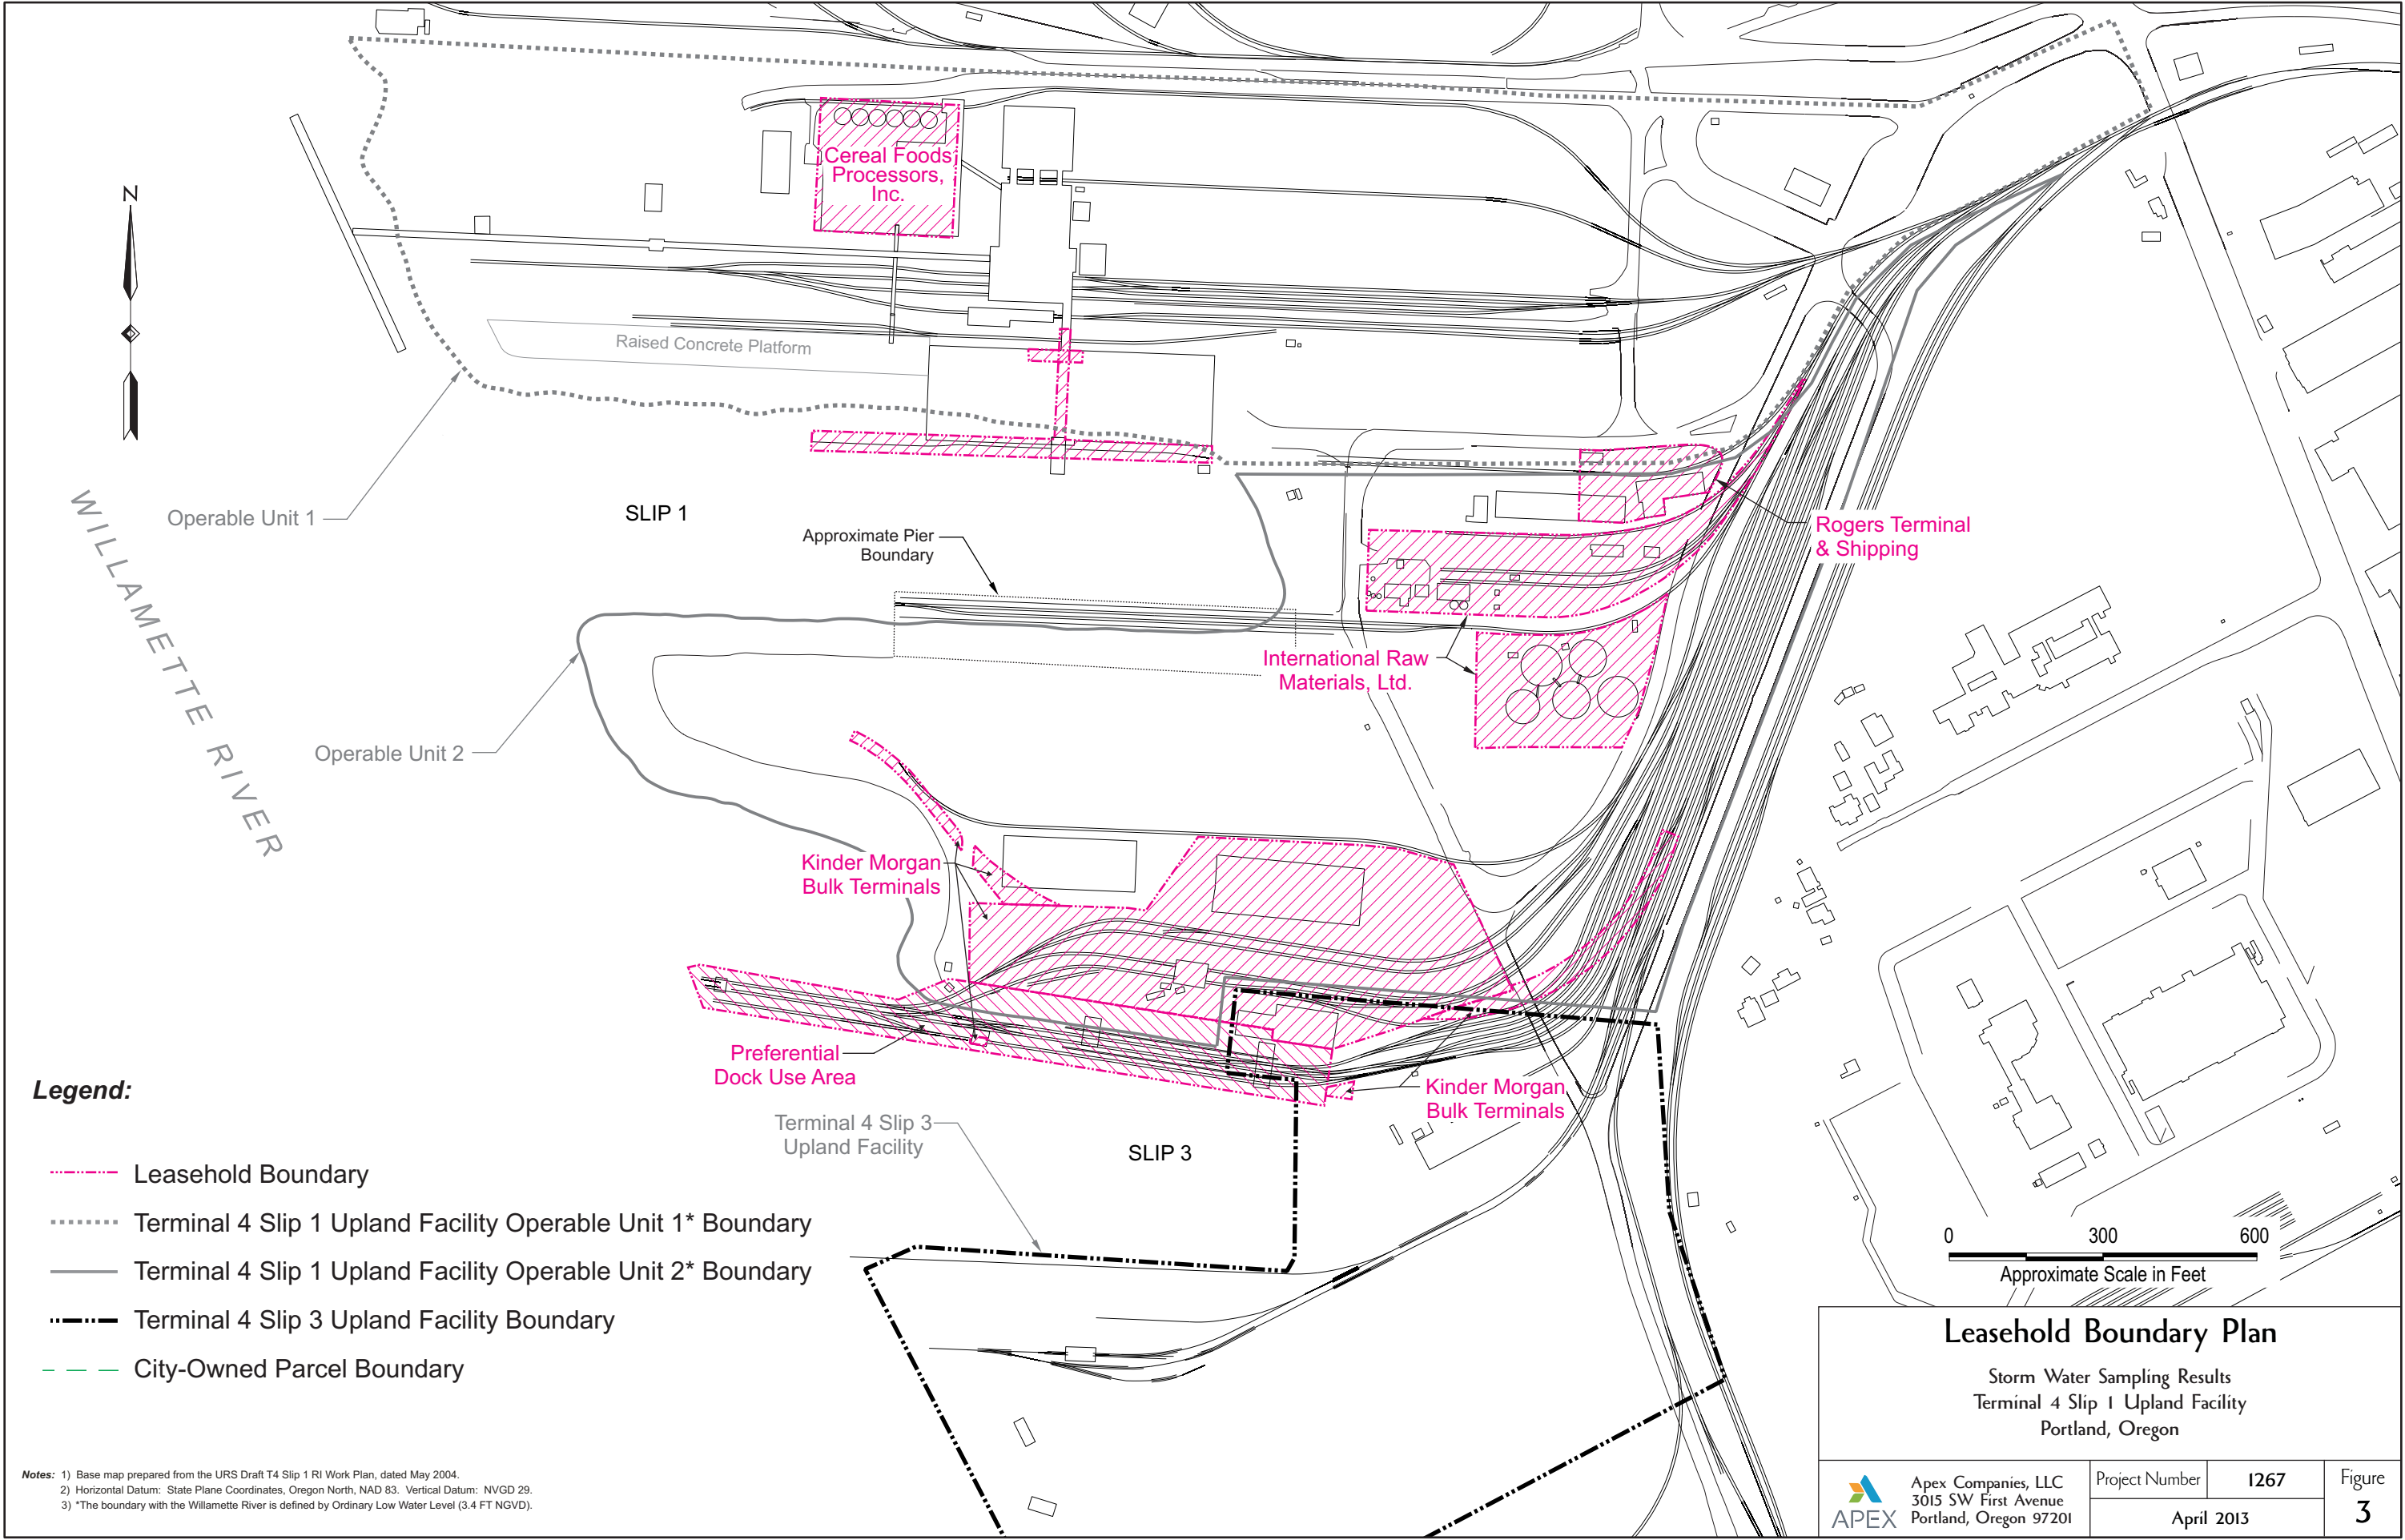 N
Cereal Foods
Processors,
Inc.
Raised Concrete Platform
WILLAMETTE RIVER
Operable Unit 1
SLIP 1
Approximate Pier
Boundary
Rogers Terminal
& Shipping
International Raw
Materials, Ltd.
Operable Unit 2
Kinder Morgan
Bulk Terminals
Preferential
Dock Use Area
Kinder Morgan
Bulk Terminals
Terminal 4 Slip 3
Upland Facility
SLIP 3
Legend:
Leasehold Boundary
Terminal 4 Slip 1 Upland Facility Operable Unit 1* Boundary
Terminal 4 Slip 1 Upland Facility Operable Unit 2* Boundary
Terminal 4 Slip 3 Upland Facility Boundary
City-Owned Parcel Boundary
Notes: 1) Base map prepared from the URS Draft T4 Slip 1 RI Work Plan, dated May 2004.
2) Horizontal Datum: State Plane Coordinates, Oregon North, NAD 83. Vertical Datum: NVGD 29.
3) *The boundary with the Willamette River is defined by Ordinary Low Water Level (3.4 FT NGVD).
0 300 600
Approximate Scale in Feet
Leasehold Boundary Plan
Storm Water Sampling Results
Terminal 4 Slip 1 Upland Facility
Portland, Oregon
APEX
Apex Companies, LLC
3015 SW First Avenue
Portland, Oregon 97201
Project Number 1267
April 2013
Figure
3